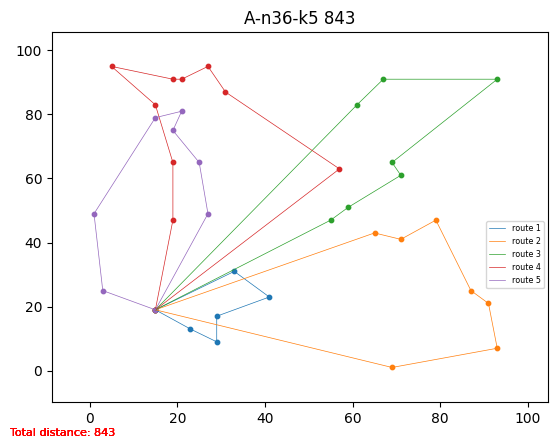 A-n36-k5 843
100
80
60
40
20
0
route 1
route 2
route 3
route 4
route 5
0 20 40 60 80 100
Total distance: 843